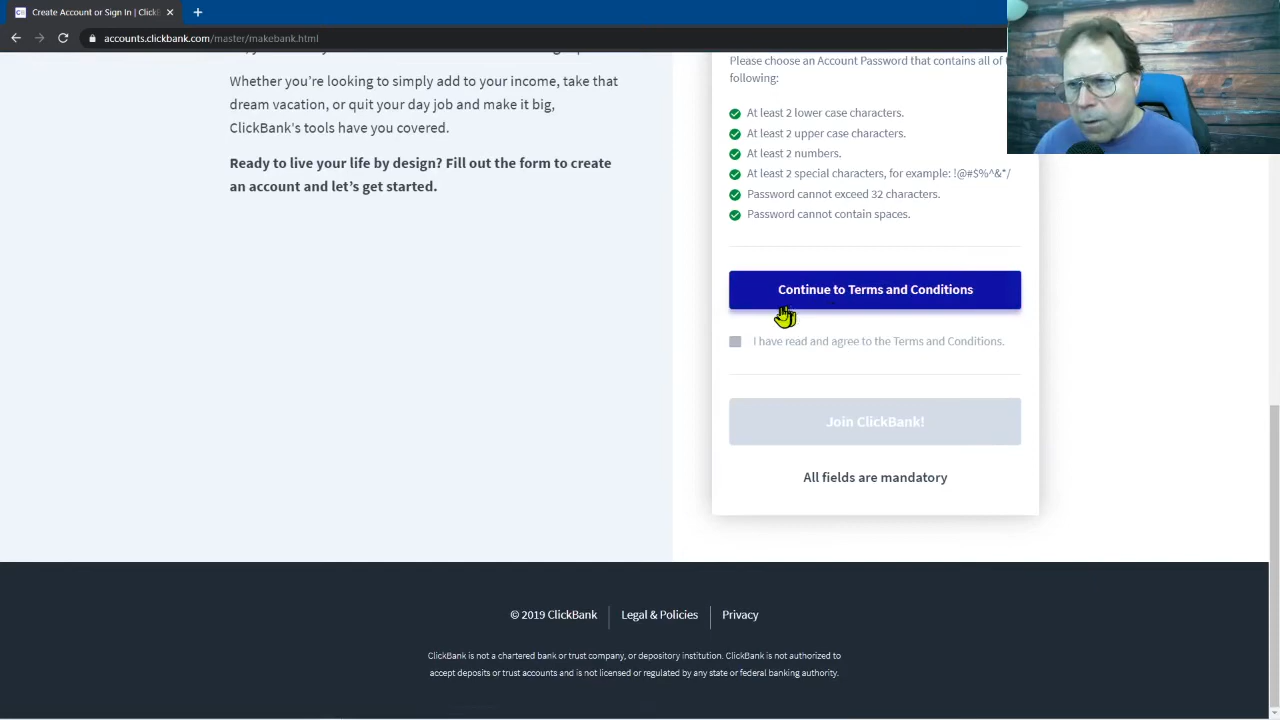 Create Account or Sign In | Click
accounts.clickbank.com/master/makebank.html
Whether you're looking to simply add to your income, take that
dream vacation, or quit your day job and make it big,
ClickBank's tools have you covered.
Ready to live your life by design? Fill out the form to create
an account and let's get started.
Please choose an Account Password that contains all of
following:
At least 2 lower case characters.
At least 2 upper case characters.
At least 2 numbers.
At least 2 special characters, for example: !@#$%^&*/
Password cannot exceed 32 characters.
Password cannot contain spaces.
Continue to Terms and Conditions
I have read and agree to the Terms and Conditions.
Join ClickBank!
All fields are mandatory
© 2019 ClickBank
Legal & Policies
Privacy
ClickBank is not a chartered bank or trust company, or depository institution. ClickBank is not authorized to
accept deposits or trust accounts and is not licensed or regulated by any state or federal banking authority.